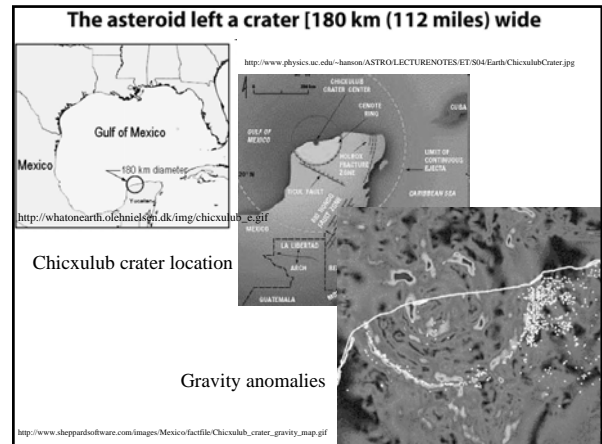 The asteroid left a crater [180 km (112 miles) wide
http://www.physics.uc.edu/~hanson/ASTRO/LECTURENOTES/ET/S04/Earth/ChicxulubCrater.jpg
Gulf of Mexico
Mexico
180 km diameter
Yucatan
http://whatonearth.olehnielsen.dk/img/chicxulub_e.gif
CHICXULUB
CRATER CENTER
CENOTE
RING
CUBA
GULF OF
MEXICO
HOLBOX
FRACTURE
ZONE
LIMIT OF
CONTINUOUS
EJECTA
TICUL FAULT
CARIBBEAN SEA
MEXICO
LA LIBERTAD
ARCH
GUATEMALA
Chicxulub crater location
Gravity anomalies
http://www.sheppardsoftware.com/images/Mexico/factfile/Chicxulub_crater_gravity_map.gif